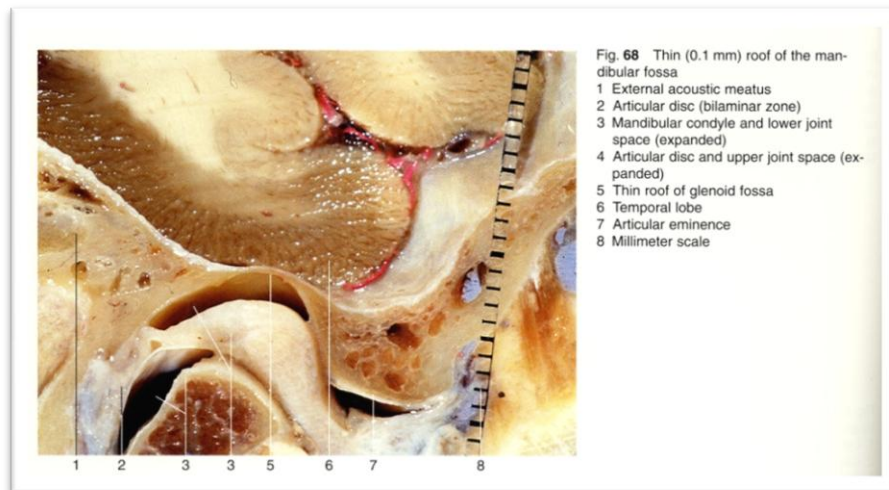 Fig. 68 Thin (0.1 mm) roof of the man-
dibular fossa
1 External acoustic meatus
2 Articular disc (bilaminar zone)
3 Mandibular condyle and lower joint
space (expanded)
4 Articular disc and upper joint space (ex-
panded)
5 Thin roof of glenoid fossa
6 Temporal lobe
7 Articular eminence
8 Millimeter scale
1 2 3 3 5 6 7 8